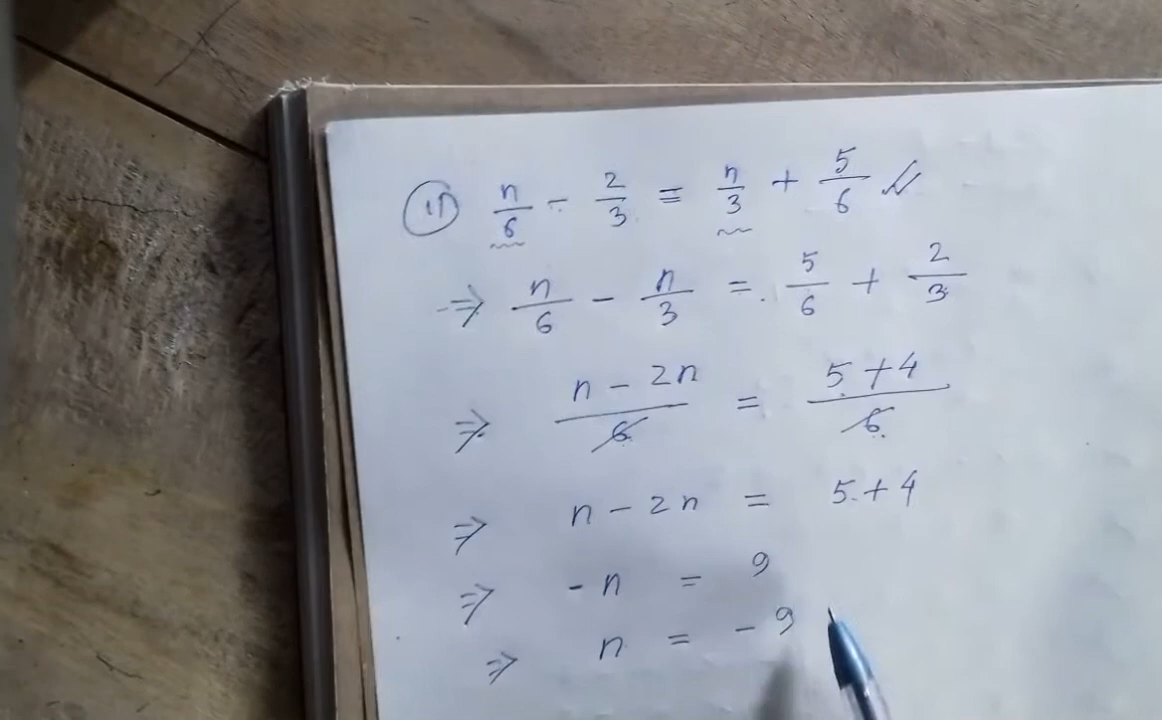 (11) n/6 - 2/3 = n/3 + 5/6
⇒ n/6 - n/3 = 5/6 + 2/3
⇒ (n - 2n)/6 = (5 + 4)/6
⇒ n - 2n = 5 + 4
⇒ -n = 9
⇒ n = -9